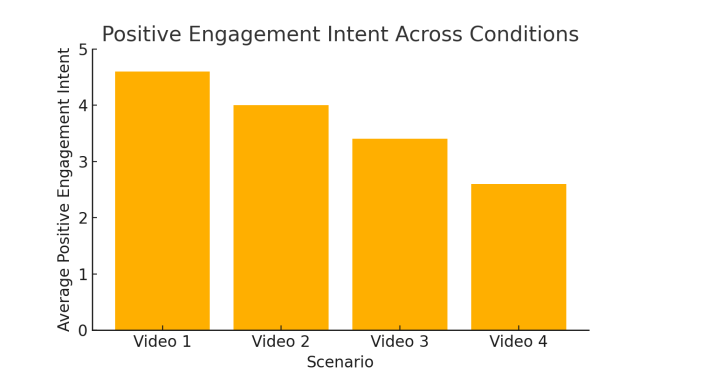 Positive Engagement Intent Across Conditions
Average Positive Engagement Intent
5
4
3
2
1
0
Video 1 Video 2 Video 3 Video 4
Scenario